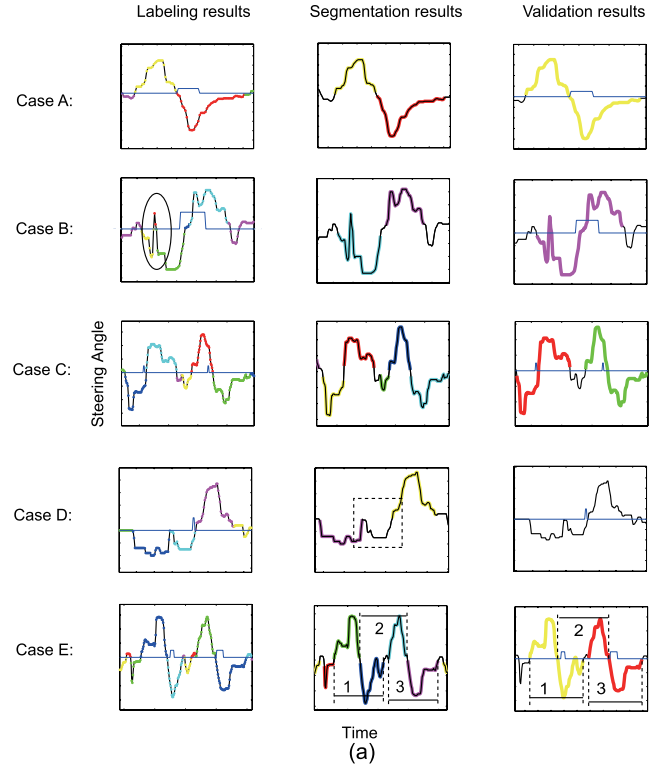 Labeling results Segmentation results Validation results
Case A:
Case B:
Case C:
Steering Angle
Case D:
Case E:
2
1
3
2
1
3
Time
(a)